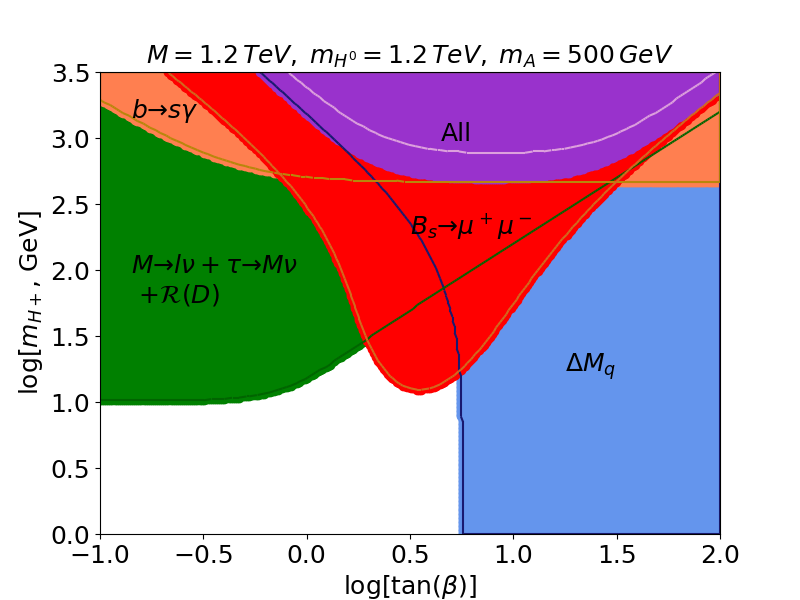 M = 1.2 TeV, m_{H^0} = 1.2 TeV, m_A = 500 GeV
3.5
3.0
2.5
2.0
1.5
1.0
0.5
0.0
log[m_{H+}, GeV]
b→sγ
All
B_s→μ^+μ^-
M→lν + τ→Mν
+ℛ(D)
ΔM_q
−1.0 −0.5 0.0 0.5 1.0 1.5 2.0
log[tan(β)]